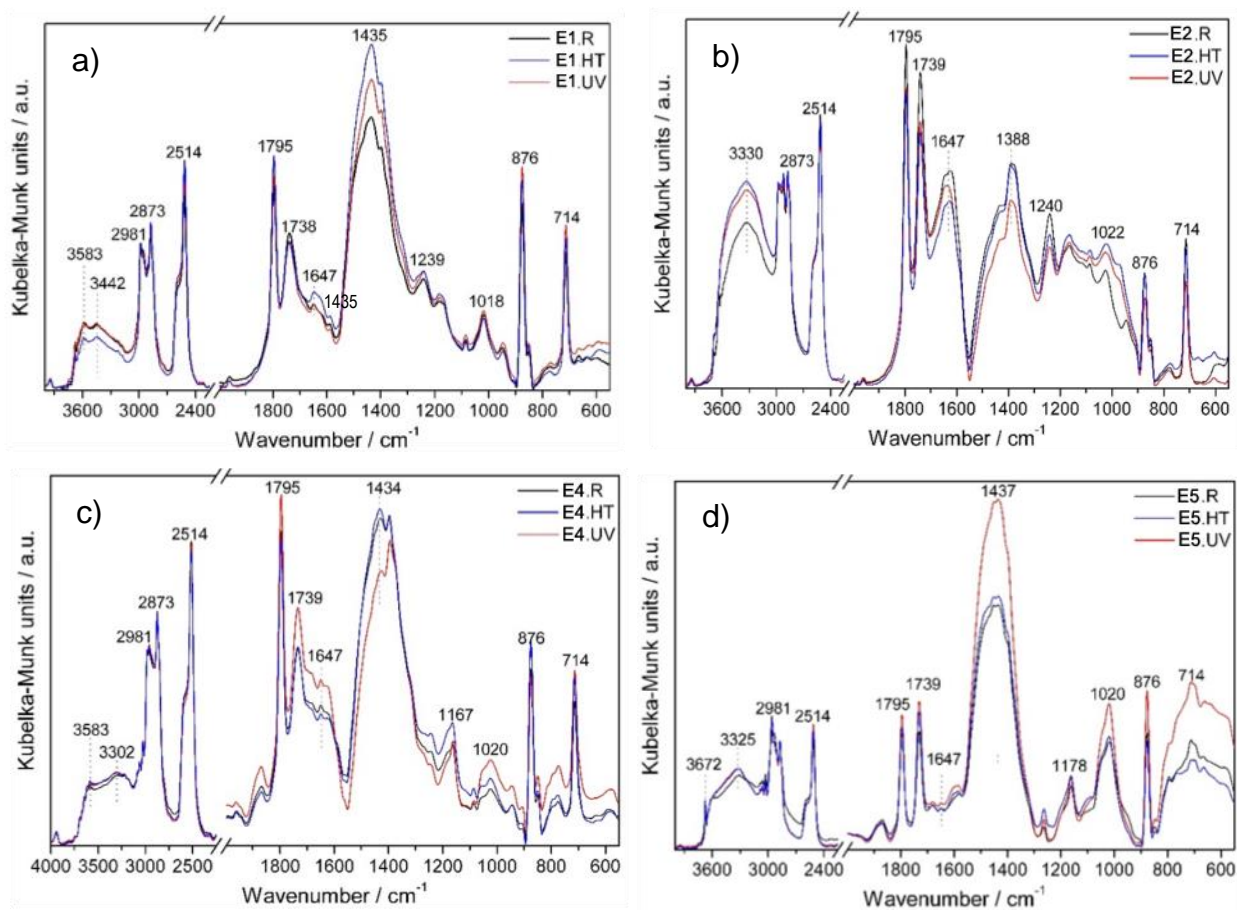 a)
1435
E1.R
E1.HT
E1.UV
Kubelka-Munk units / a.u.
3583
3442
2981
2873
2514
1795
1738
1647
1435
1239
1018
876
714
3600 3000 2400 1800 1600 1400 1200 1000 800 600
Wavenumber / cm⁻¹
b)
1795
1739
E2.R
E2.HT
E2.UV
Kubelka-Munk units / a.u.
3330
2873
2514
1647
1388
1240
1022
876
714
3600 3000 2400 1800 1600 1400 1200 1000 800 600
Wavenumber / cm⁻¹
c)
1795
1434
E4.R
E4.HT
E4.UV
Kubelka-Munk units / a.u.
3583
3302
2981
2873
2514
1739
1647
1167
1020
876
714
4000 3500 3000 2500 1800 1600 1400 1200 1000 800 600
Wavenumber / cm⁻¹
d)
1437
E5.R
E5.HT
E5.UV
Kubelka-Munk units / a.u.
3672
3325
2981
2514
1795
1739
1647
1178
1020
876
714
3600 3000 2400 1800 1600 1400 1200 1000 800 600
Wavenumber / cm⁻¹